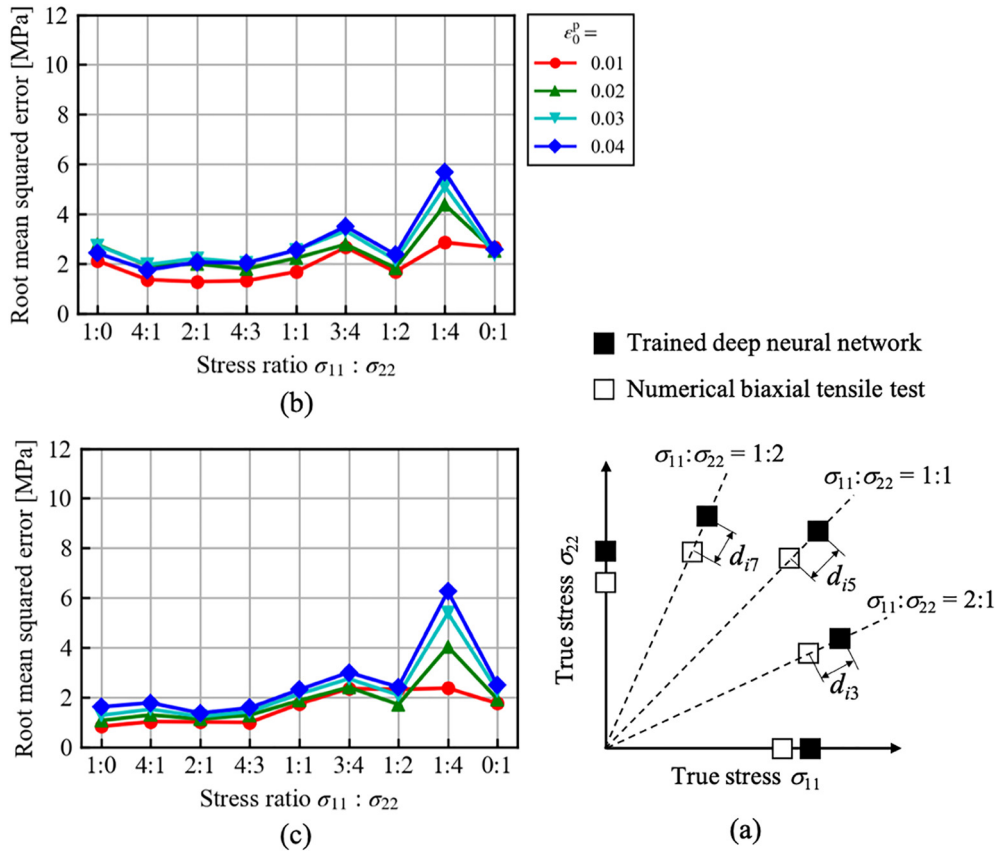 Root mean squared error [MPa]
12
10
8
6
4
2
0
1:0 4:1 2:1 4:3 1:1 3:4 1:2 1:4 0:1
Stress ratio σ₁₁ : σ₂₂
(b)
ε₀ᵖ =
0.01
0.02
0.03
0.04
Trained deep neural network
Numerical biaxial tensile test
Root mean squared error [MPa]
12
10
8
6
4
2
0
1:0 4:1 2:1 4:3 1:1 3:4 1:2 1:4 0:1
Stress ratio σ₁₁ : σ₂₂
(c)
True stress σ₂₂
σ₁₁:σ₂₂ = 1:2
σ₁₁:σ₂₂ = 1:1
σ₁₁:σ₂₂ = 2:1
dᵢ₇
dᵢ₅
dᵢ₃
True stress σ₁₁
(a)